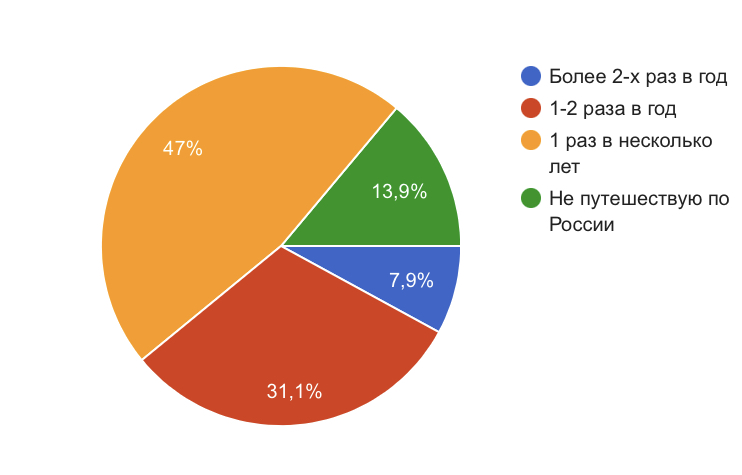 Более 2-х раз в год
1-2 раза в год
1 раз в несколько
лет
Не путешествую по
России
47%
13,9%
7,9%
31,1%